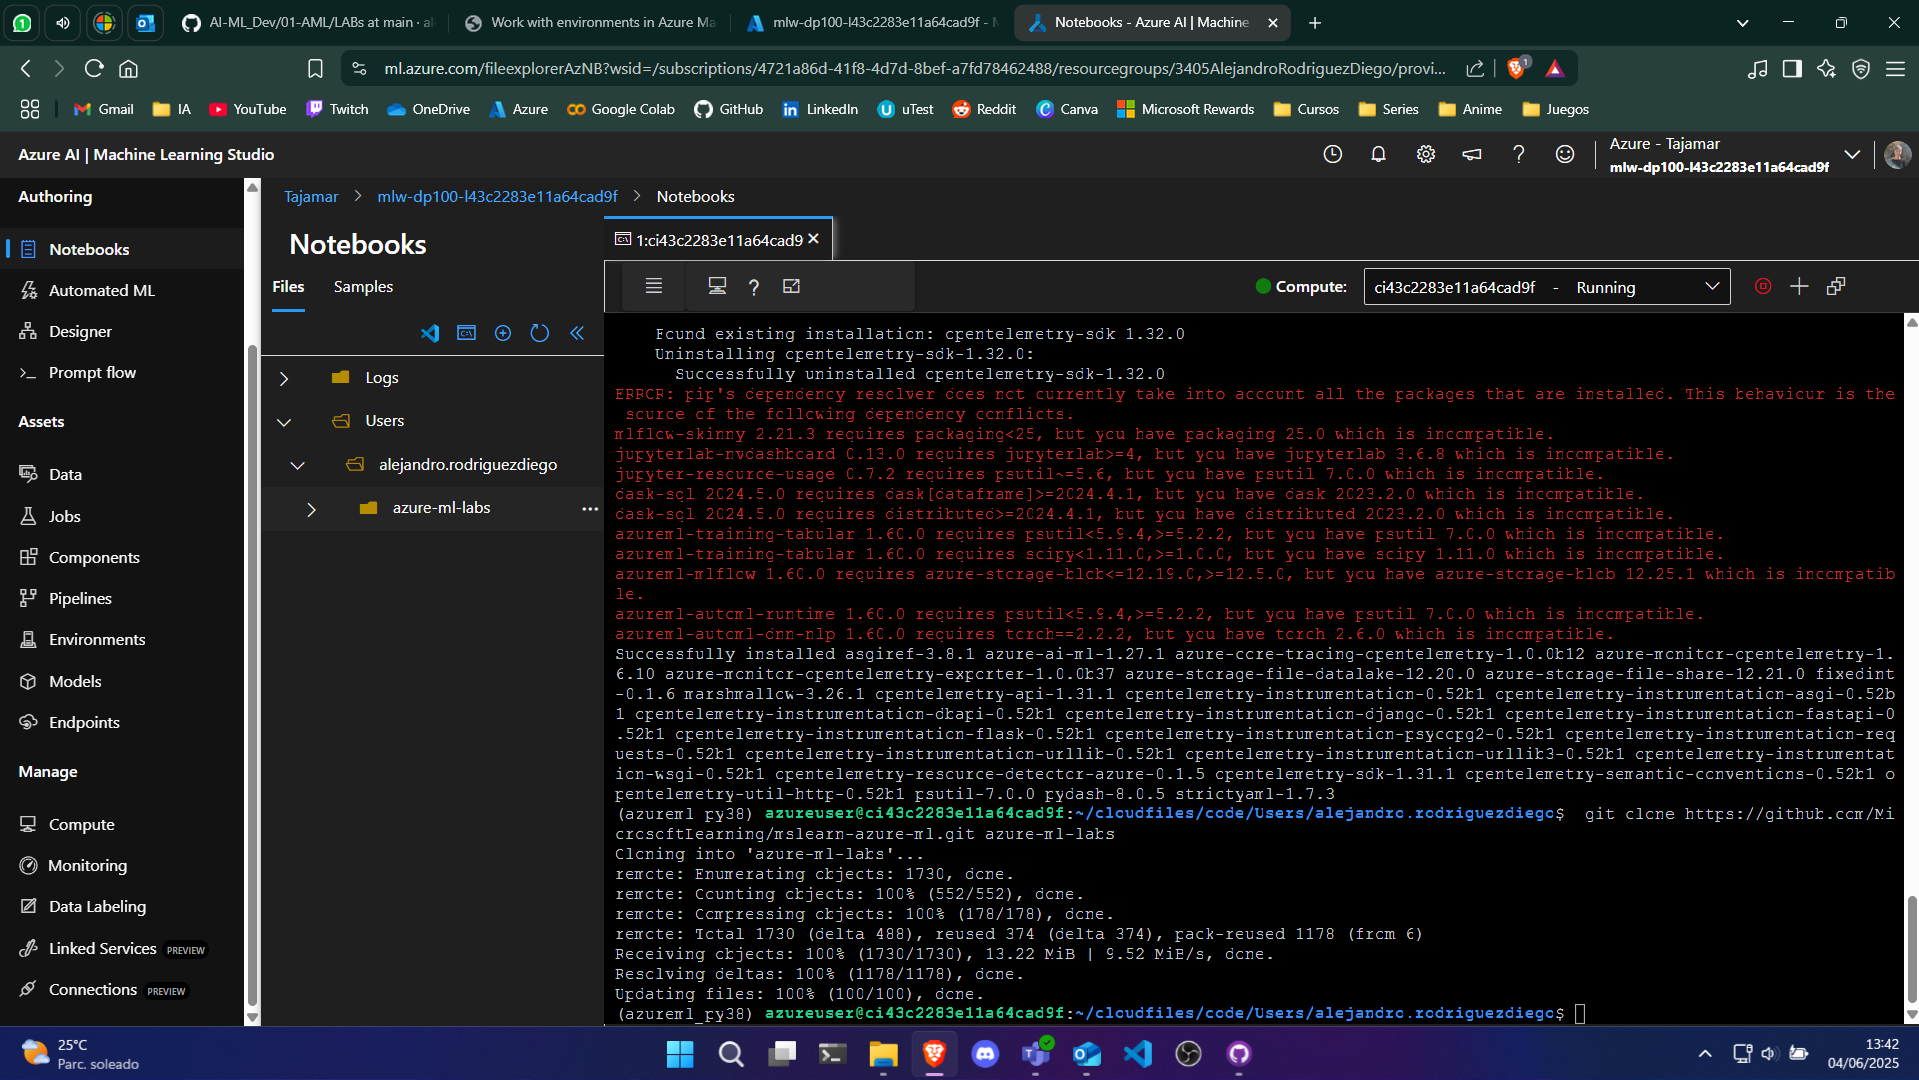 1
AI-ML_Dev/01-AML/LABs at main · al
Work with environments in Azure Ma
mlw-dp100-l43c2283e11a64cad9f - M
Notebooks - Azure AI | Machine
ml.azure.com/fileexplorerAzNB?wsid=/subscriptions/4721a86d-41f8-4d7d-8bef-a7fd78462488/resourcegroups/3405AlejandroRodriguezDiego/provi...
1
Gmail
IA
YouTube
Twitch
OneDrive
Azure
Google Colab
GitHub
LinkedIn
uTest
Reddit
Canva
Microsoft Rewards
Cursos
Series
Anime
Juegos
Azure AI | Machine Learning Studio
Azure - Tajamar
mlw-dp100-l43c2283e11a64cad9f
Authoring
Notebooks
Automated ML
Designer
Prompt flow
Assets
Data
Jobs
Components
Pipelines
Environments
Models
Endpoints
Manage
Compute
Monitoring
Data Labeling
Linked Services PREVIEW
Connections PREVIEW
Tajamar > mlw-dp100-l43c2283e11a64cad9f > Notebooks
Notebooks
Files
Samples
Logs
Users
alejandro.rodriguezdiego
azure-ml-labs
1:ci43c2283e11a64cad9
Compute:
ci43c2283e11a64cad9f - Running
Found existing installation: opentelemetry-sdk 1.32.0
Uninstalling opentelemetry-sdk-1.32.0:
Successfully uninstalled opentelemetry-sdk-1.32.0
ERROR: pip's dependency resolver does not currently take into account all the packages that are installed. This behaviour is the
source of the following dependency conflicts.
mlflow-skinny 2.21.3 requires packaging<25, but you have packaging 25.0 which is incompatible.
jupyterlab-nvdashboard 0.13.0 requires jupyterlab>=4, but you have jupyterlab 3.6.8 which is incompatible.
jupyter-resource-usage 0.7.2 requires psutil~=5.6, but you have psutil 7.0.0 which is incompatible.
dask-sql 2024.5.0 requires dask[dataframe]>=2024.4.1, but you have dask 2023.2.0 which is incompatible.
dask-sql 2024.5.0 requires distributed>=2024.4.1, but you have distributed 2023.2.0 which is incompatible.
azureml-training-tabular 1.60.0 requires psutil<5.9.4,>=5.2.2, but you have psutil 7.0.0 which is incompatible.
azureml-training-tabular 1.60.0 requires scipy<1.11.0,>=1.0.0, but you have scipy 1.11.0 which is incompatible.
azureml-mlflow 1.60.0 requires azure-storage-blob<=12.19.0,>=12.5.0, but you have azure-storage-blob 12.25.1 which is incompatib
le.
azureml-automl-runtime 1.60.0 requires psutil<5.9.4,>=5.2.2, but you have psutil 7.0.0 which is incompatible.
azureml-automl-dnn-nlp 1.60.0 requires torch==2.2.2, but you have torch 2.6.0 which is incompatible.
Successfully installed asgiref-3.8.1 azure-ai-ml-1.27.1 azure-core-tracing-opentelemetry-1.0.0b12 azure-monitor-opentelemetry-1.
6.10 azure-monitor-opentelemetry-exporter-1.0.0b37 azure-storage-file-datalake-12.20.0 azure-storage-file-share-12.21.0 fixedint
-0.1.6 marshmallow-3.26.1 opentelemetry-api-1.31.1 opentelemetry-instrumentation-0.52b1 opentelemetry-instrumentation-asgi-0.52b
1 opentelemetry-instrumentation-dbapi-0.52b1 opentelemetry-instrumentation-django-0.52b1 opentelemetry-instrumentation-fastapi-0
.52b1 opentelemetry-instrumentation-flask-0.52b1 opentelemetry-instrumentation-psycopg2-0.52b1 opentelemetry-instrumentation-req
uests-0.52b1 opentelemetry-instrumentation-urllib-0.52b1 opentelemetry-instrumentation-urllib3-0.52b1 opentelemetry-instrumentat
ion-wsgi-0.52b1 opentelemetry-resource-detector-azure-0.1.5 opentelemetry-sdk-1.31.1 opentelemetry-semantic-conventions-0.52b1 o
pentelemetry-util-http-0.52b1 psutil-7.0.0 pydash-8.0.5 strictyaml-1.7.3
(azureml_py38) azureuser@ci43c2283e11a64cad9f:~/cloudfiles/code/Users/alejandro.rodriguezdiego$ git clone https://github.com/Mi
crosoftLearning/mslearn-azure-ml.git azure-ml-labs
Cloning into 'azure-ml-labs'...
remote: Enumerating objects: 1730, done.
remote: Counting objects: 100% (552/552), done.
remote: Compressing objects: 100% (178/178), done.
remote: Total 1730 (delta 488), reused 374 (delta 374), pack-reused 1178 (from 6)
Receiving objects: 100% (1730/1730), 13.22 MiB | 9.52 MiB/s, done.
Resolving deltas: 100% (1178/1178), done.
Updating files: 100% (100/100), done.
(azureml_py38) azureuser@ci43c2283e11a64cad9f:~/cloudfiles/code/Users/alejandro.rodriguezdiego$
25°C
Parc. soleado
13:42
04/06/2025